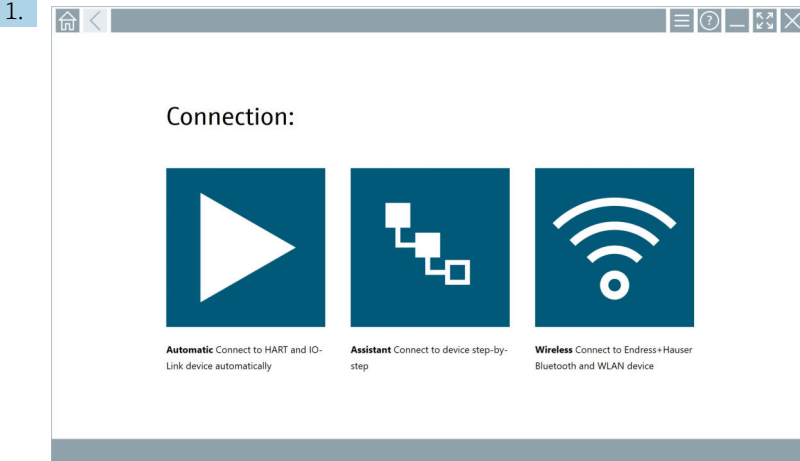 1.
Connection:
Automatic Connect to HART and IO-
Link device automatically
Assistant Connect to device step-by-
step
Wireless Connect to Endress+Hauser
Bluetooth and WLAN device